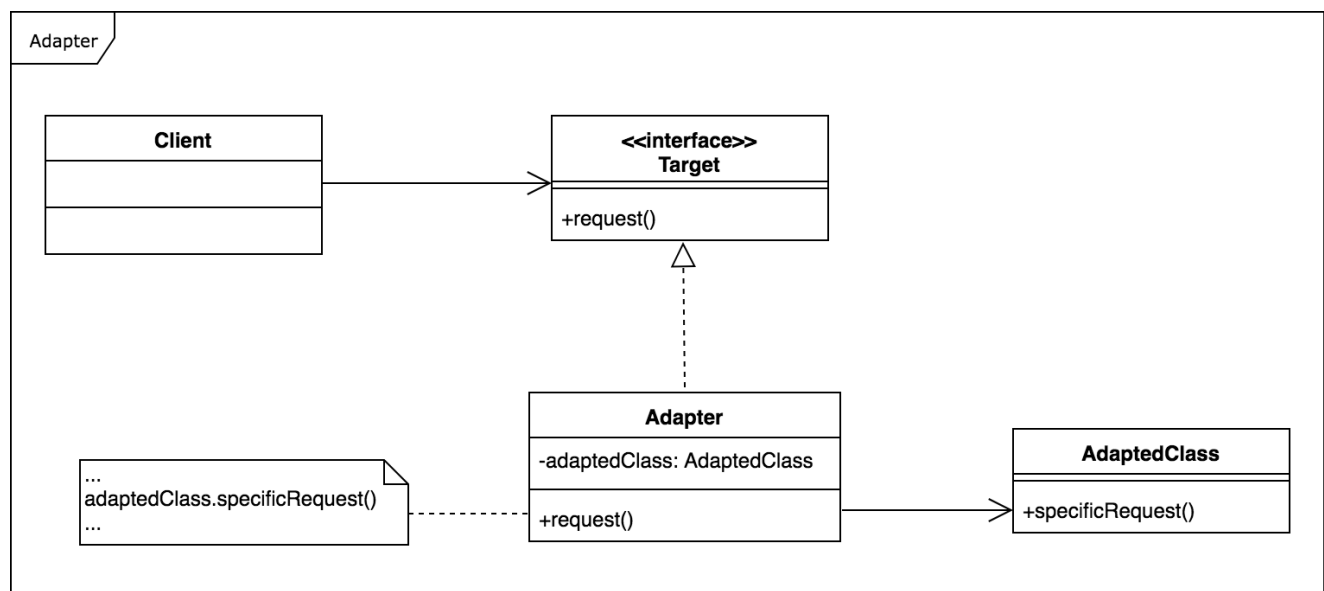 Adapter
Client
<<interface>>
Target
+request()
Adapter
-adaptedClass: AdaptedClass
+request()
...
adaptedClass.specificRequest()
...
AdaptedClass
+specificRequest()